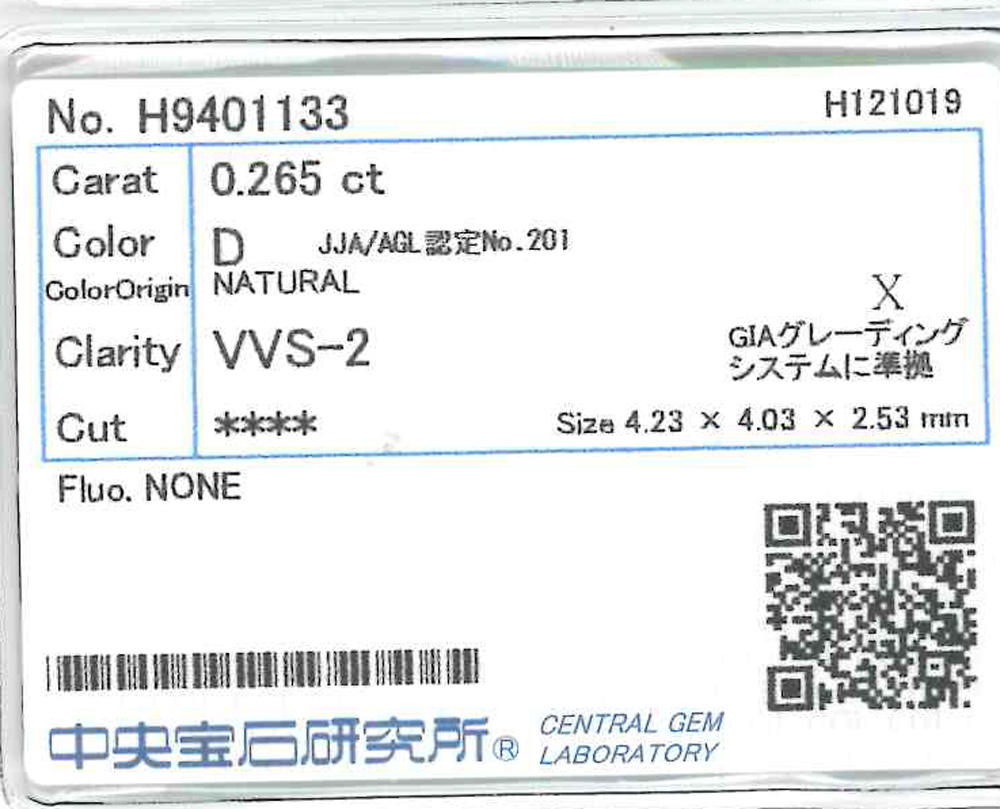 No. H9401133 H121019
Carat 0.265 ct
Color D JJA/AGL認定No.201
ColorOrigin NATURAL
X
Clarity VVS-2 GIAグレーディング
システムに準拠
Cut **** Size 4.23 × 4.03 × 2.53 mm
Fluo. NONE
中央宝石研究所® CENTRAL GEM
LABORATORY